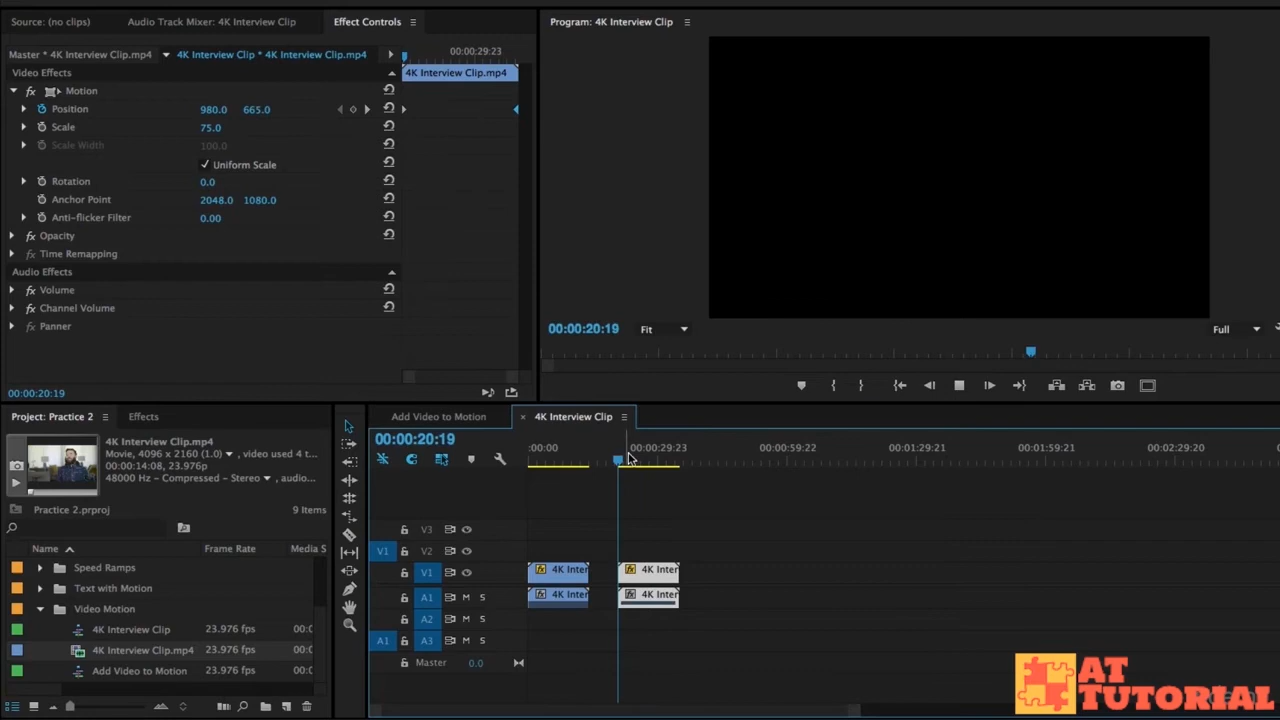 Source: (no clips) Audio Track Mixer: 4K Interview Clip Effect Controls
Program: 4K Interview Clip
Master * 4K Interview Clip.mp4 4K Interview Clip * 4K Interview Clip.mp4
00:00:29:23
Video Effects
4K Interview Clip.mp4
fx Motion
Position 980.0 665.0
Scale 75.0
Scale Width 100.0
Uniform Scale
Rotation 0.0
Anchor Point 2048.0 1080.0
Anti-flicker Filter 0.00
fx Opacity
fx Time Remapping
Audio Effects
fx Volume
fx Channel Volume
Panner
00:00:20:19
00:00:20:19 Fit Full
Project: Practice 2 Effects
4K Interview Clip.mp4
Movie, 4096 x 2160 (1.0) , video used 4 t
00:00:14:08, 23.976p
48000 Hz - Compressed - Stereo , audio...
Practice 2.prproj 9 Items
Name Frame Rate Media S
Speed Ramps
Text with Motion
Video Motion
4K Interview Clip 23.976 fps 00:0
4K Interview Clip.mp4 23.976 fps 00:0
Add Video to Motion 23.976 fps 00:0
Add Video to Motion × 4K Interview Clip
00:00:20:19
:00:00 00:00:29:23 00:00:59:22 00:01:29:21 00:01:59:21 00:02:29:20
V3
V1 V2
V1 fx 4K Inter fx 4K Inter
A1 M S fx 4K Inter fx 4K Inter
A2 M S
A1 A3 M S
Master 0.0
AT
TUTORIAL